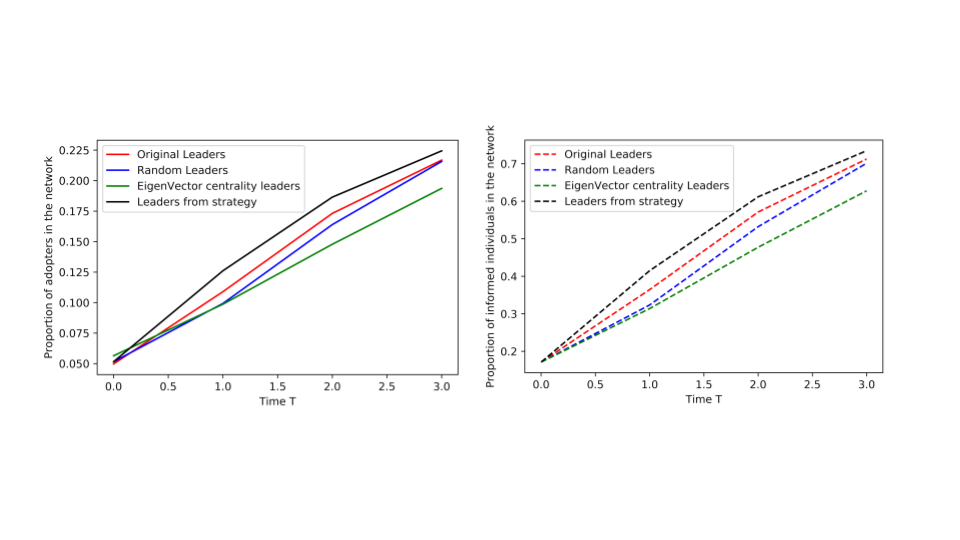 Proportion of adopters in the network
0.225
0.200
0.175
0.150
0.125
0.100
0.075
0.050
Original Leaders
Random Leaders
EigenVector centrality leaders
Leaders from strategy
0.0 0.5 1.0 1.5 2.0 2.5 3.0
Time T
Proportion of informed individuals in the network
0.7
0.6
0.5
0.4
0.3
0.2
Original Leaders
Random Leaders
EigenVector centrality Leaders
Leaders from strategy
0.0 0.5 1.0 1.5 2.0 2.5 3.0
Time T